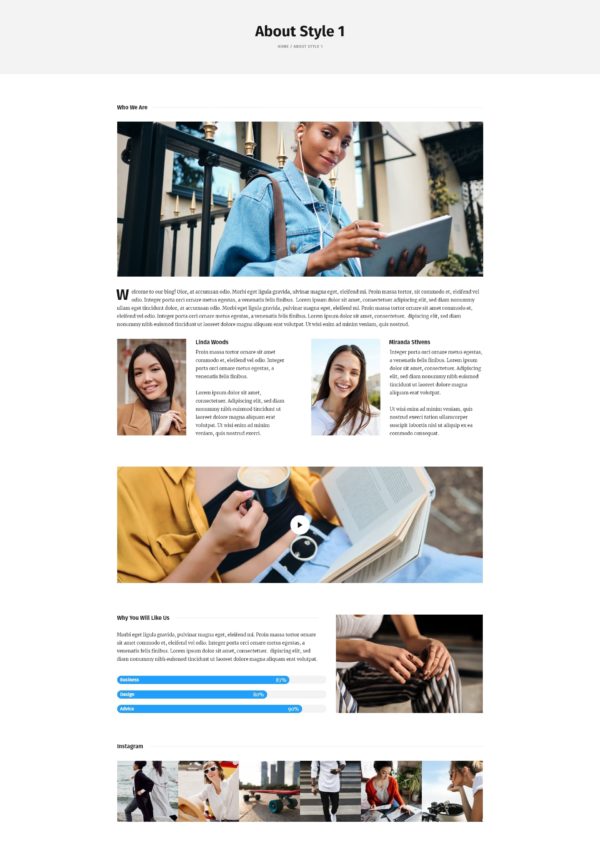 About Style 1
HOME / ABOUT STYLE 1
Who We Are
Welcome to our blog! Dior, at accumsan odio. Morbi eget ligula gravida, ulvinar magna eget, eleifend mi. Proin massa tortor, sit commodo et, eleifend vel
odio. Integer porta orci ornare metus egestas, a venenatis felis finibus. Lorem ipsum dolor sit amet, consectetuer adipiscing elit, sed diam nonummy
ullam eget tincidunt dolor, at accumsan odio. Morbi eget ligula gravida, pulvinar magna eget, eleifend mi. Proin massa tortor, sit commodo et,
eleifend vel odio. Integer porta orci ornare metus egestas, a venenatis felis finibus. Lorem ipsum dolor sit amet, consectetuer. dipiscing elit, sed diam
nonummy nibh euismod tincidunt ut laoreet dolore magna aliquam erat volutpat. Ut wisi enim ad minim veniam, quis nostrud.
Linda Woods
Proin massa tortor ornare sit amet
commodo et, eleifend vel odio. Integer
porta orci ornare metus egestas, a
venenatis felis finibus.
Lorem ipsum dolor sit amet,
consectetuer. Adipiscing elit, sed diam
nonummy nibh euismod tincidunt ut
laoreet dolore magna aliquam erat
volutpat. Ut wisi enim ad minim
veniam, quis nostrud exerci.
Miranda Stivens
Integer porta orci ornare metus egestas,
a venenatis felis finibus. Lorem ipsum
dolor sit amet, consectetuer. Adipiscing
elit, sed diam nonummy nibh euismod
tincidunt ut laoreet dolore magna
aliquam erat volutpat.
Ut wisi enim ad minim veniam, quis
nostrud exerci tation ullamcorper
suscipit lobortis nisl ut aliquip ex ea
commodo consequat.
Why You Will Like Us
Morbi eget ligula gravida, pulvinar magna eget, eleifend mi. Proin massa tortor ornare
sit amet commodo et, eleifend vel odio. Integer porta orci ornare metus egestas, a
venenatis felis finibus. Lorem ipsum dolor sit amet, consectetuer. dipiscing elit, sed
diam nonummy nibh euismod tincidunt ut laoreet dolore magna aliquam erat volutpat.
Business 87%
Design 80%
Advice 90%
Instagram